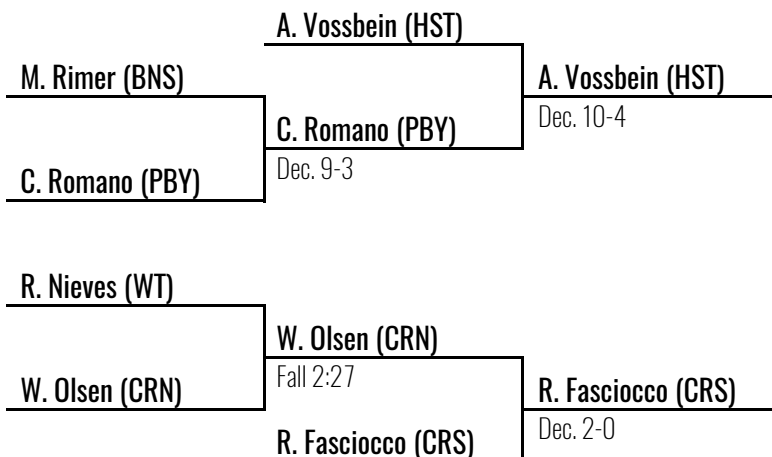 A. Vossbein (HST)
M. Rimer (BNS)
A. Vossbein (HST)
Dec. 10-4
C. Romano (PBY)
Dec. 9-3
C. Romano (PBY)
R. Nieves (WT)
W. Olsen (CRN)
Fall 2:27
W. Olsen (CRN)
R. Fasciocco (CRS)
Dec. 2-0
R. Fasciocco (CRS)